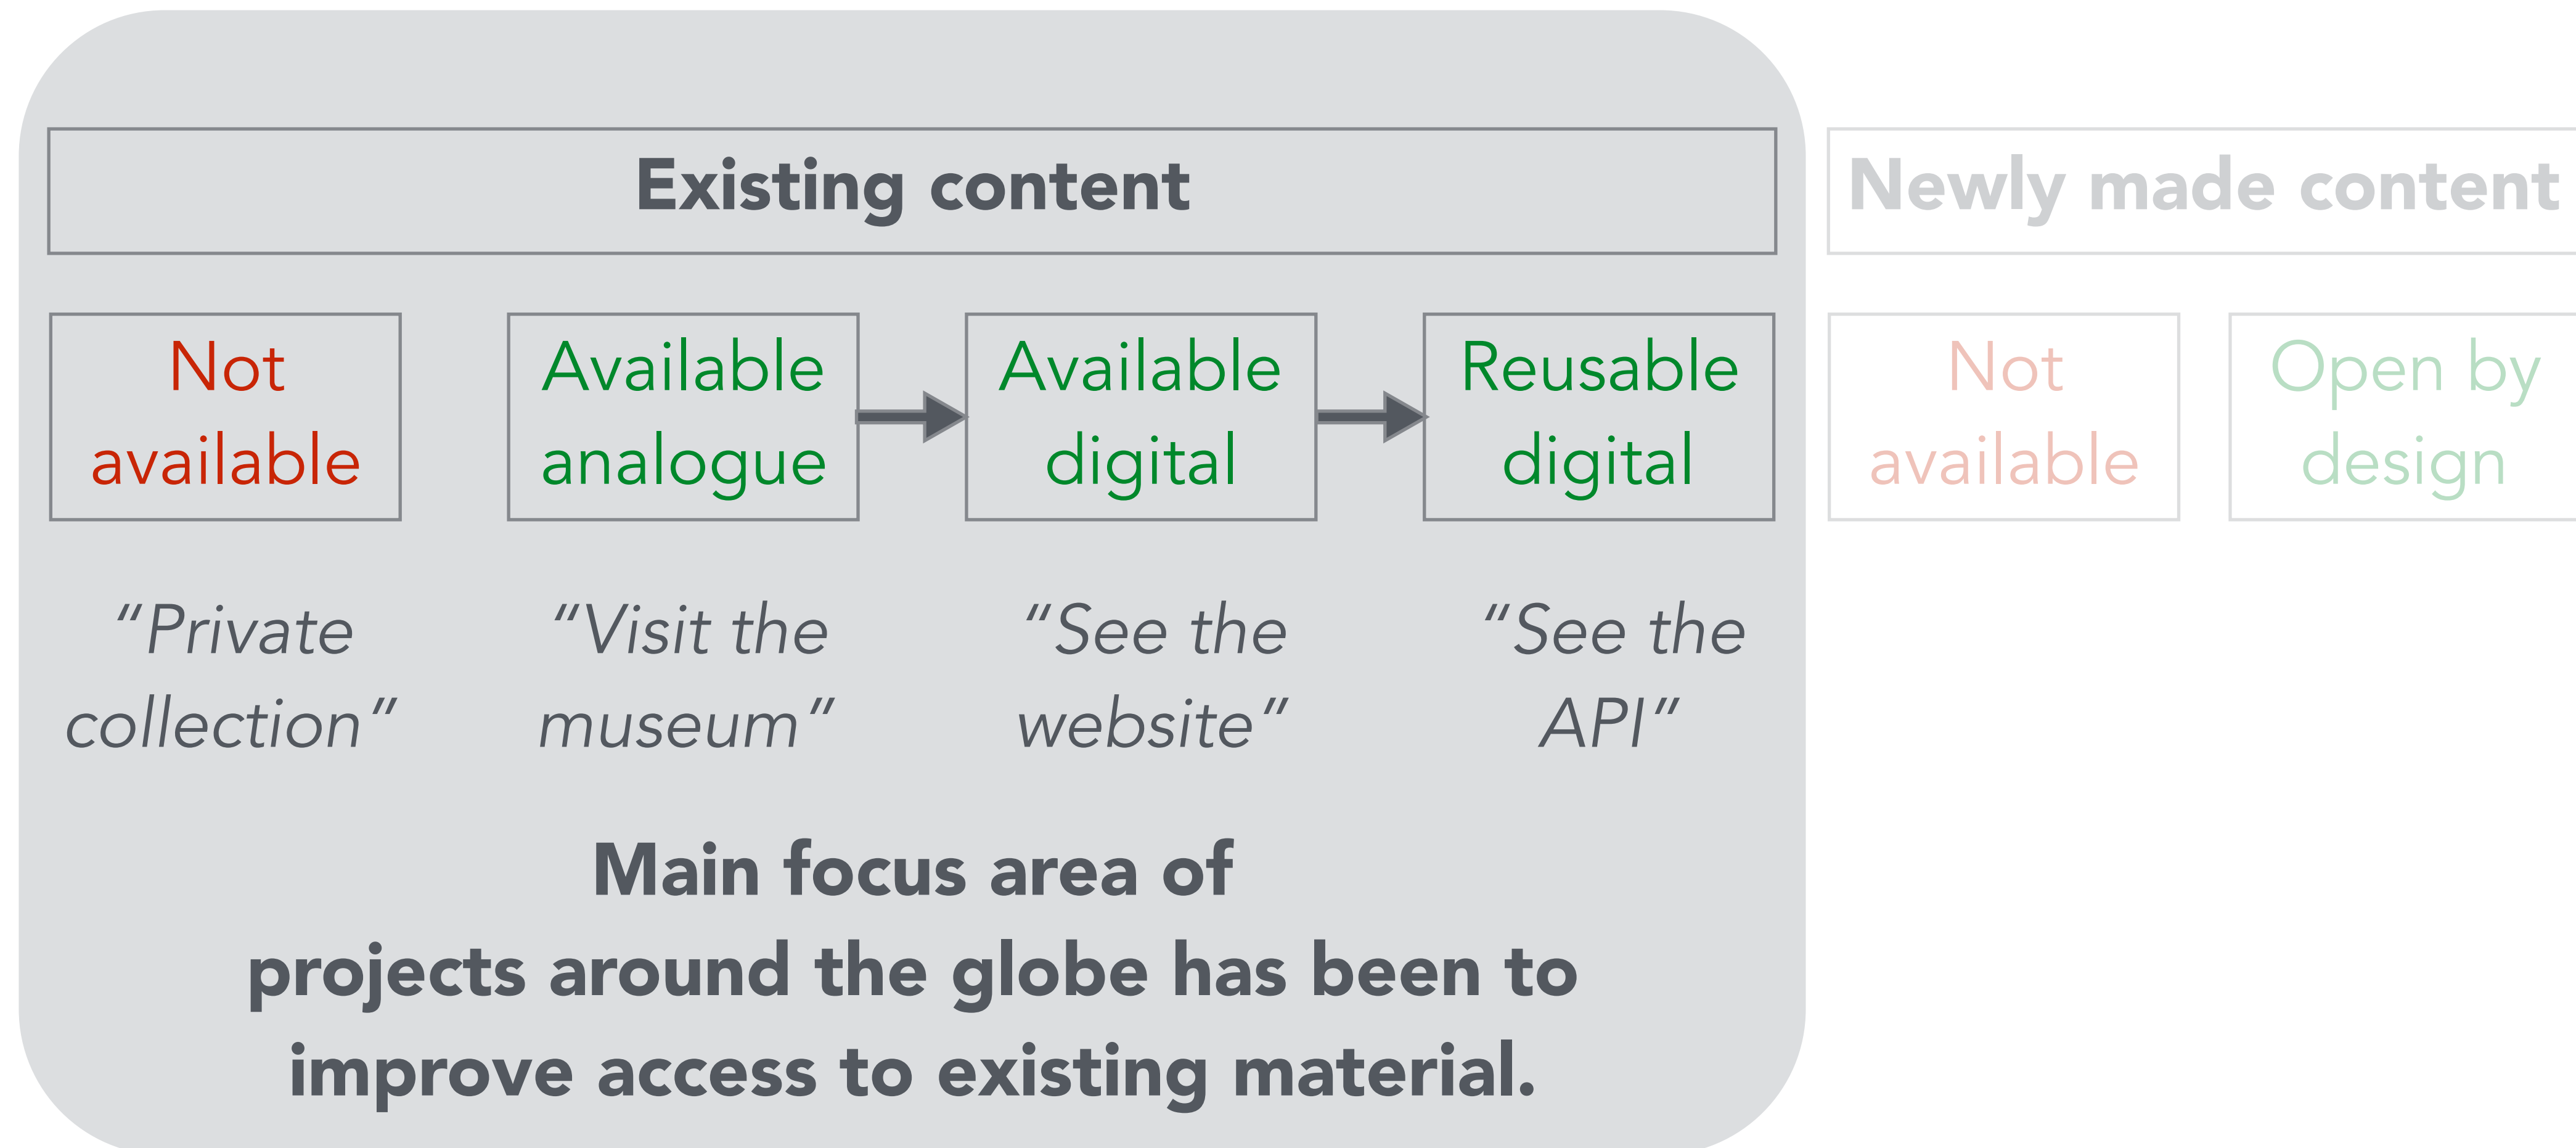 Existing content
Newly made content
Not
available
Available
analogue
Available
digital
Reusable
digital
Not
available
Open by
design
“Private
collection”
“Visit the
museum”
“See the
website”
“See the
API”
Main focus area of
projects around the globe has been to
improve access to existing material.